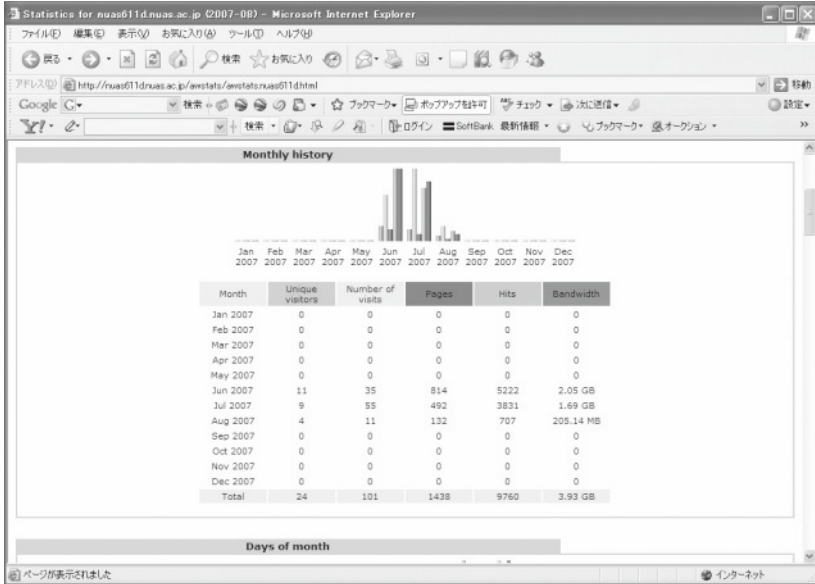 Statistics for nuas611d.nuas.ac.jp (2007-08) - Microsoft Internet Explorer
ファイル(F) 編集(E) 表示(V) お気に入り(A) ツール(T) ヘルプ(H)
戻る 検索 お気に入り
アドレス(D) http://nuas611d.nuas.ac.jp/awstats/awstats.nuas611d.html 移動
Google G 検索 ブックマーク ポップアップを許可 チェック 次に送信 設定
Y! 検索 ログイン SoftBank 最新情報 ブックマーク オークション
Monthly history
Jan Feb Mar Apr May Jun Jul Aug Sep Oct Nov Dec
2007 2007 2007 2007 2007 2007 2007 2007 2007 2007 2007 2007
Month Unique visitors Number of visits Pages Hits Bandwidth
Jan 2007 0 0 0 0 0
Feb 2007 0 0 0 0 0
Mar 2007 0 0 0 0 0
Apr 2007 0 0 0 0 0
May 2007 0 0 0 0 0
Jun 2007 11 35 814 5222 2.05 GB
Jul 2007 9 55 492 3831 1.69 GB
Aug 2007 4 11 132 707 205.14 MB
Sep 2007 0 0 0 0 0
Oct 2007 0 0 0 0 0
Nov 2007 0 0 0 0 0
Dec 2007 0 0 0 0 0
Total 24 101 1438 9760 3.93 GB
Days of month
ページが表示されました インターネット